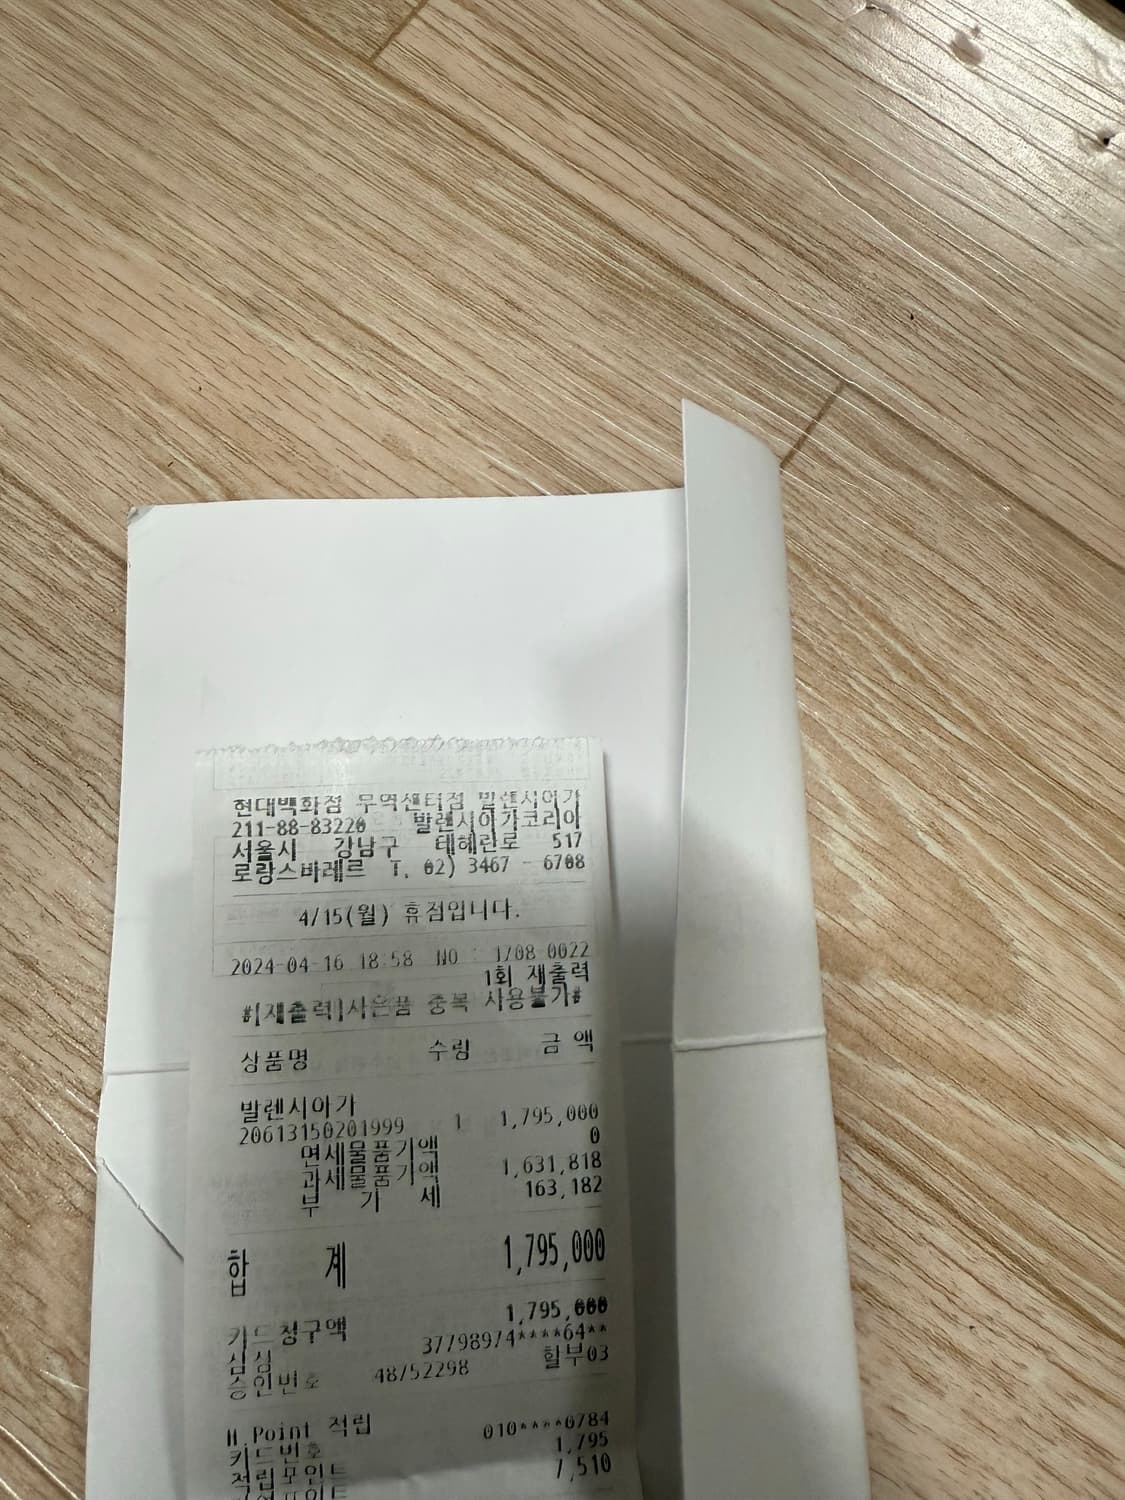 현대백화점 무역센터점 발렌시아가
211-88-83220 발렌시아가코리아
서울시 강남구 테헤란로 517
로랑스바레르 T. 02) 3467 - 6708
4/15(월) 휴점입니다.
2024-04-16 18:58 NO : 1708-0022
1회 재출력
#[재출력]사은품 중복 사용불가#
상품명 수량 금 액
발렌시아가
20613150201999 1 1,795,000
면세물품가액 0
과세물품가액 1,631,818
부 가 세 163,182
합 계 1,795,000
카드청구액 1,795,000
37798974****64**
할부03
승인번호 48752298
H.Point 적립
카드번호 010****0784
적립포인트 1,795
7,510